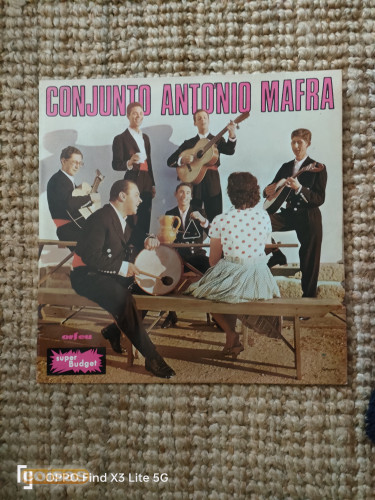 CONJUNTO ANTONIO MAFRA
orfeu
super
Budget
OPPO Find X3 Lite 5G